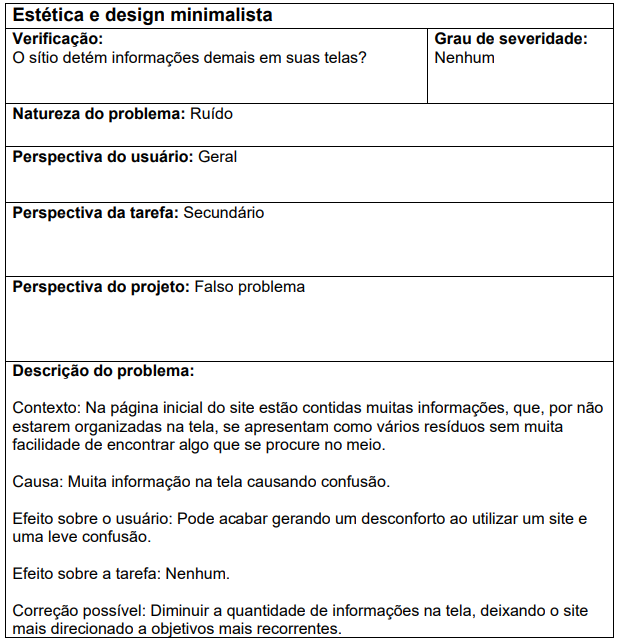 Estética e design minimalista
Verificação:
O sítio detém informações demais em suas telas?
Grau de severidade:
Nenhum
Natureza do problema: Ruído
Perspectiva do usuário: Geral
Perspectiva da tarefa: Secundário
Perspectiva do projeto: Falso problema
Descrição do problema:
Contexto: Na página inicial do site estão contidas muitas informações, que, por não
estarem organizadas na tela, se apresentam como vários resíduos sem muita
facilidade de encontrar algo que se procure no meio.
Causa: Muita informação na tela causando confusão.
Efeito sobre o usuário: Pode acabar gerando um desconforto ao utilizar um site e
uma leve confusão.
Efeito sobre a tarefa: Nenhum.
Correção possível: Diminuir a quantidade de informações na tela, deixando o site
mais direcionado a objetivos mais recorrentes.